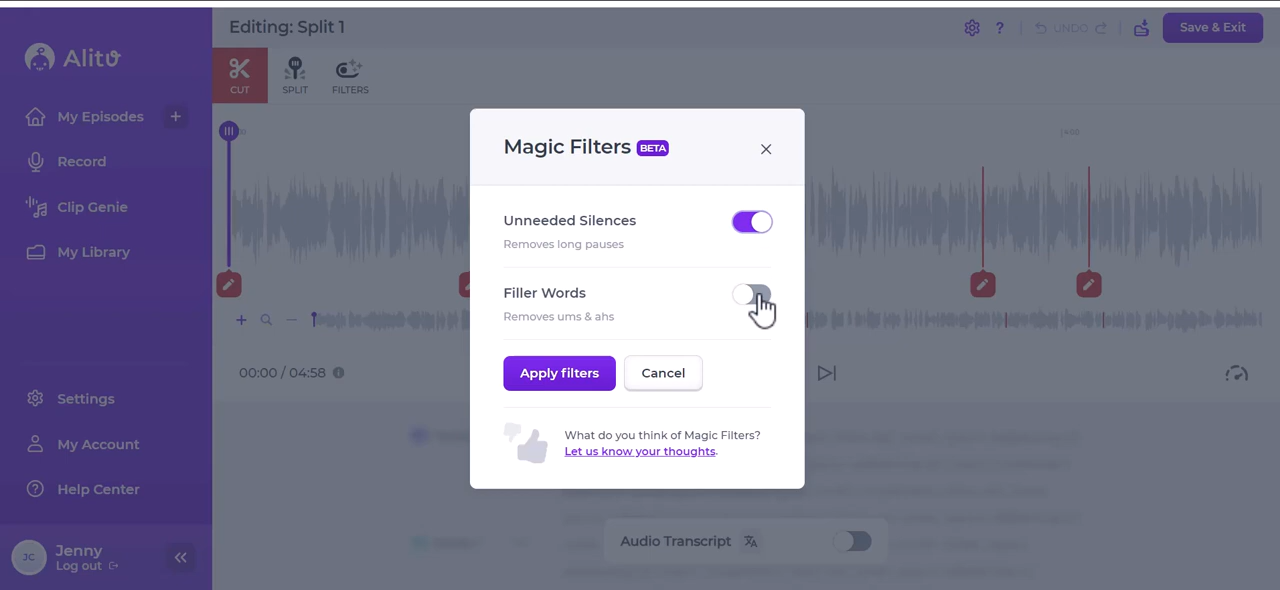 Editing: Split 1
UNDO
Save & Exit
Alitu
CUT
SPLIT
FILTERS
My Episodes
Record
Clip Genie
My Library
Settings
My Account
Help Center
JC
Jenny
Log out
4:00
Magic Filters BETA
Unneeded Silences
Removes long pauses
Filler Words
Removes ums & ahs
Apply filters
Cancel
What do you think of Magic Filters?
Let us know your thoughts.
00:00 / 04:58
Audio Transcript